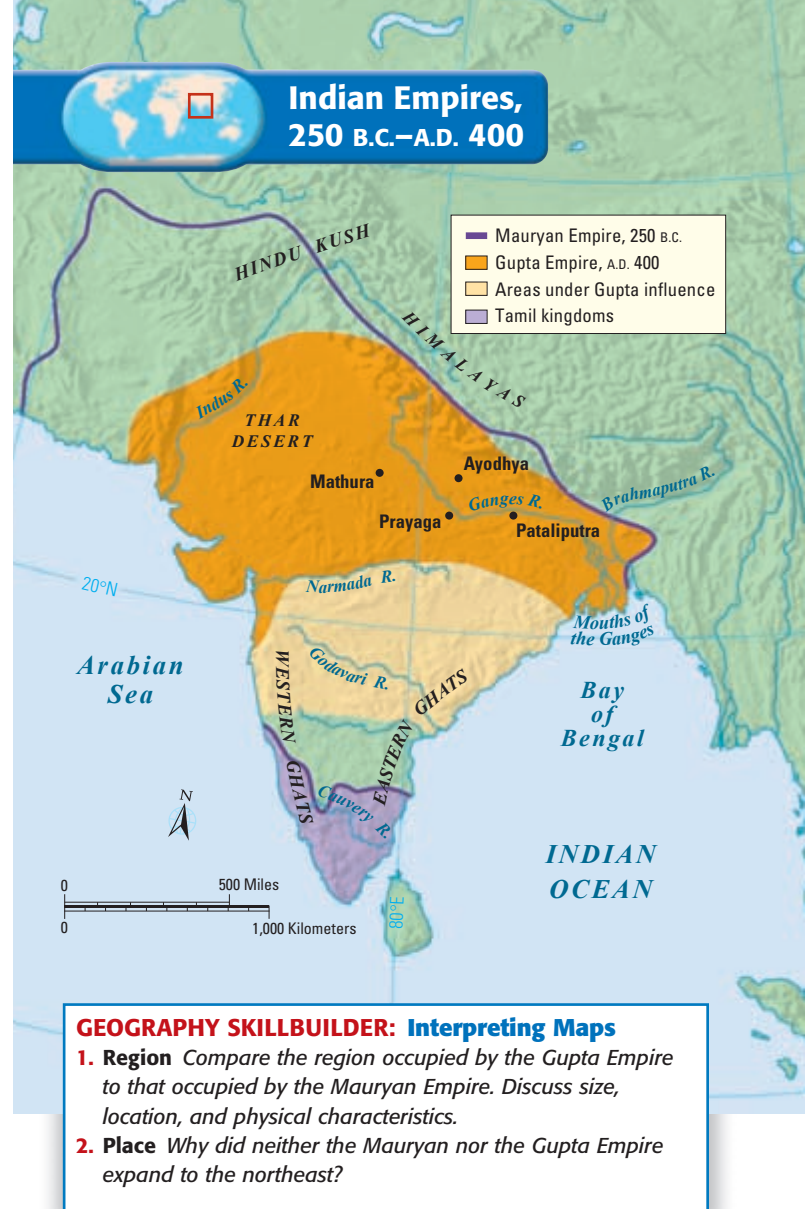 Indian Empires,
250 B.C.–A.D. 400
Mauryan Empire, 250 B.C.
Gupta Empire, A.D. 400
Areas under Gupta influence
Tamil kingdoms
HINDU KUSH
HIMALAYAS
Indus R.
THAR
DESERT
Mathura
Ayodhya
Ganges R.
Brahmaputra R.
Prayaga
Pataliputra
20°N
Narmada R.
Mouths of
the Ganges
Arabian
Sea
WESTERN GHATS
Godavari R.
EASTERN GHATS
Bay
of
Bengal
Cauvery R.
N
INDIAN
OCEAN
0 500 Miles
0 1,000 Kilometers
80°E
GEOGRAPHY SKILLBUILDER: Interpreting Maps
1. Region Compare the region occupied by the Gupta Empire
to that occupied by the Mauryan Empire. Discuss size,
location, and physical characteristics.
2. Place Why did neither the Mauryan nor the Gupta Empire
expand to the northeast?